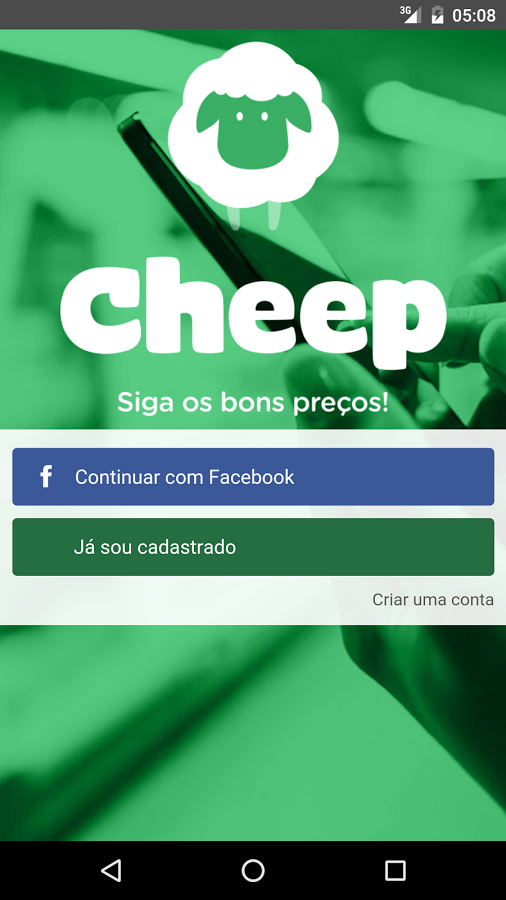 3G 05:08
Cheep
Siga os bons preços!
f Continuar com Facebook
Já sou cadastrado
Criar uma conta